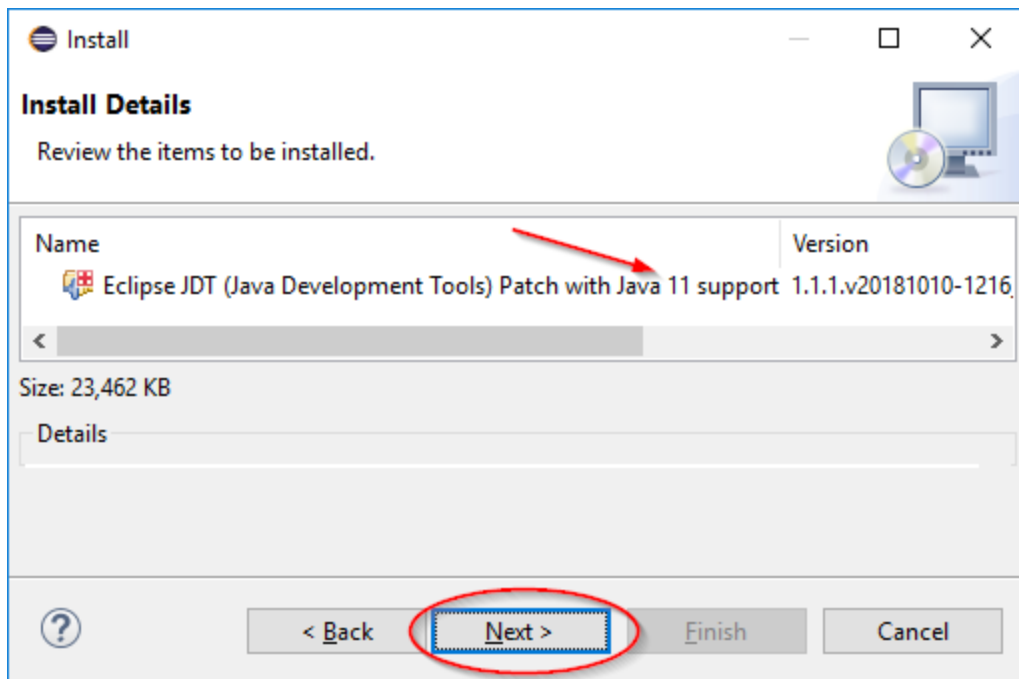 Install
Install Details
Review the items to be installed.
Name Version
Eclipse JDT (Java Development Tools) Patch with Java 11 support 1.1.1.v20181010-1216_
< >
Size: 23,462 KB
Details
? < Back Next > Finish Cancel